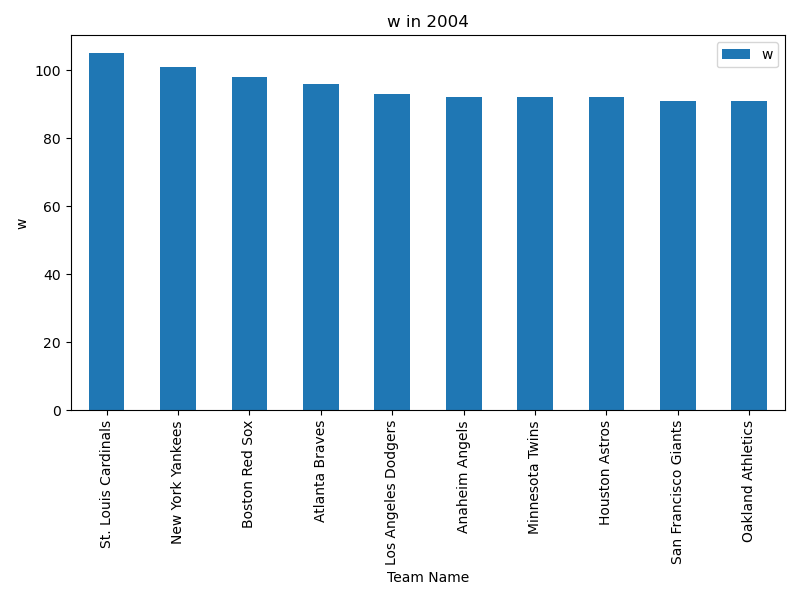 w in 2004
w
w
100
80
60
40
20
0
St. Louis Cardinals
New York Yankees
Boston Red Sox
Atlanta Braves
Los Angeles Dodgers
Anaheim Angels
Minnesota Twins
Houston Astros
San Francisco Giants
Oakland Athletics
Team Name